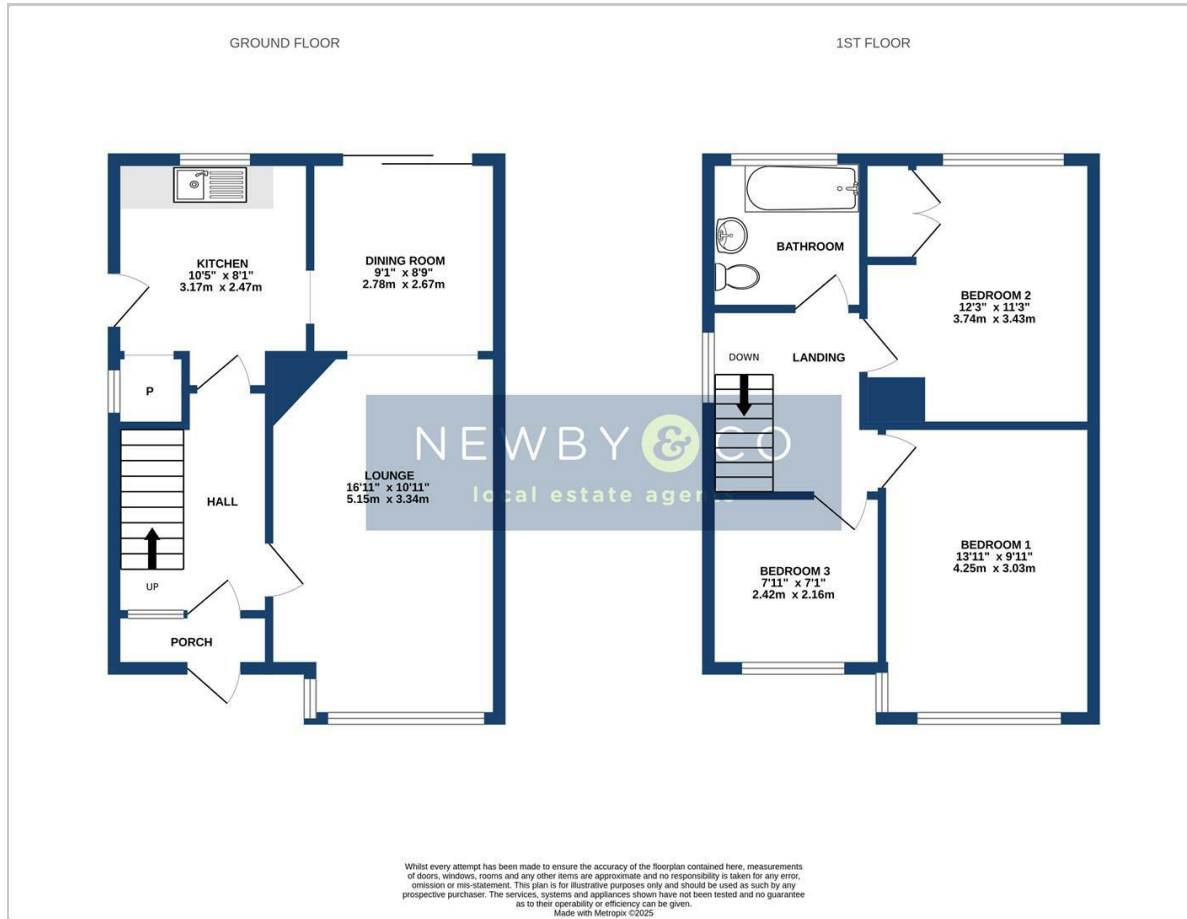 GROUND FLOOR
1ST FLOOR
KITCHEN
10'5" x 8'1"
3.17m x 2.47m
DINING ROOM
9'1" x 8'9"
2.78m x 2.67m
P
HALL
UP
PORCH
LOUNGE
16'11" x 10'11"
5.15m x 3.34m
BATHROOM
BEDROOM 2
12'3" x 11'3"
3.74m x 3.43m
DOWN
LANDING
BEDROOM 1
13'11" x 9'11"
4.25m x 3.03m
BEDROOM 3
7'11" x 7'1"
2.42m x 2.16m
NEWBY & CO
local estate agents
Whilst every attempt has been made to ensure the accuracy of the floorplan contained here, measurements
of doors, windows, rooms and any other items are approximate and no responsibility is taken for any error,
omission or mis-statement. This plan is for illustrative purposes only and should be used as such by any
prospective purchaser. The services, systems and appliances shown have not been tested and no guarantee
as to their operability or efficiency can be given.
Made with Metropix ©2025